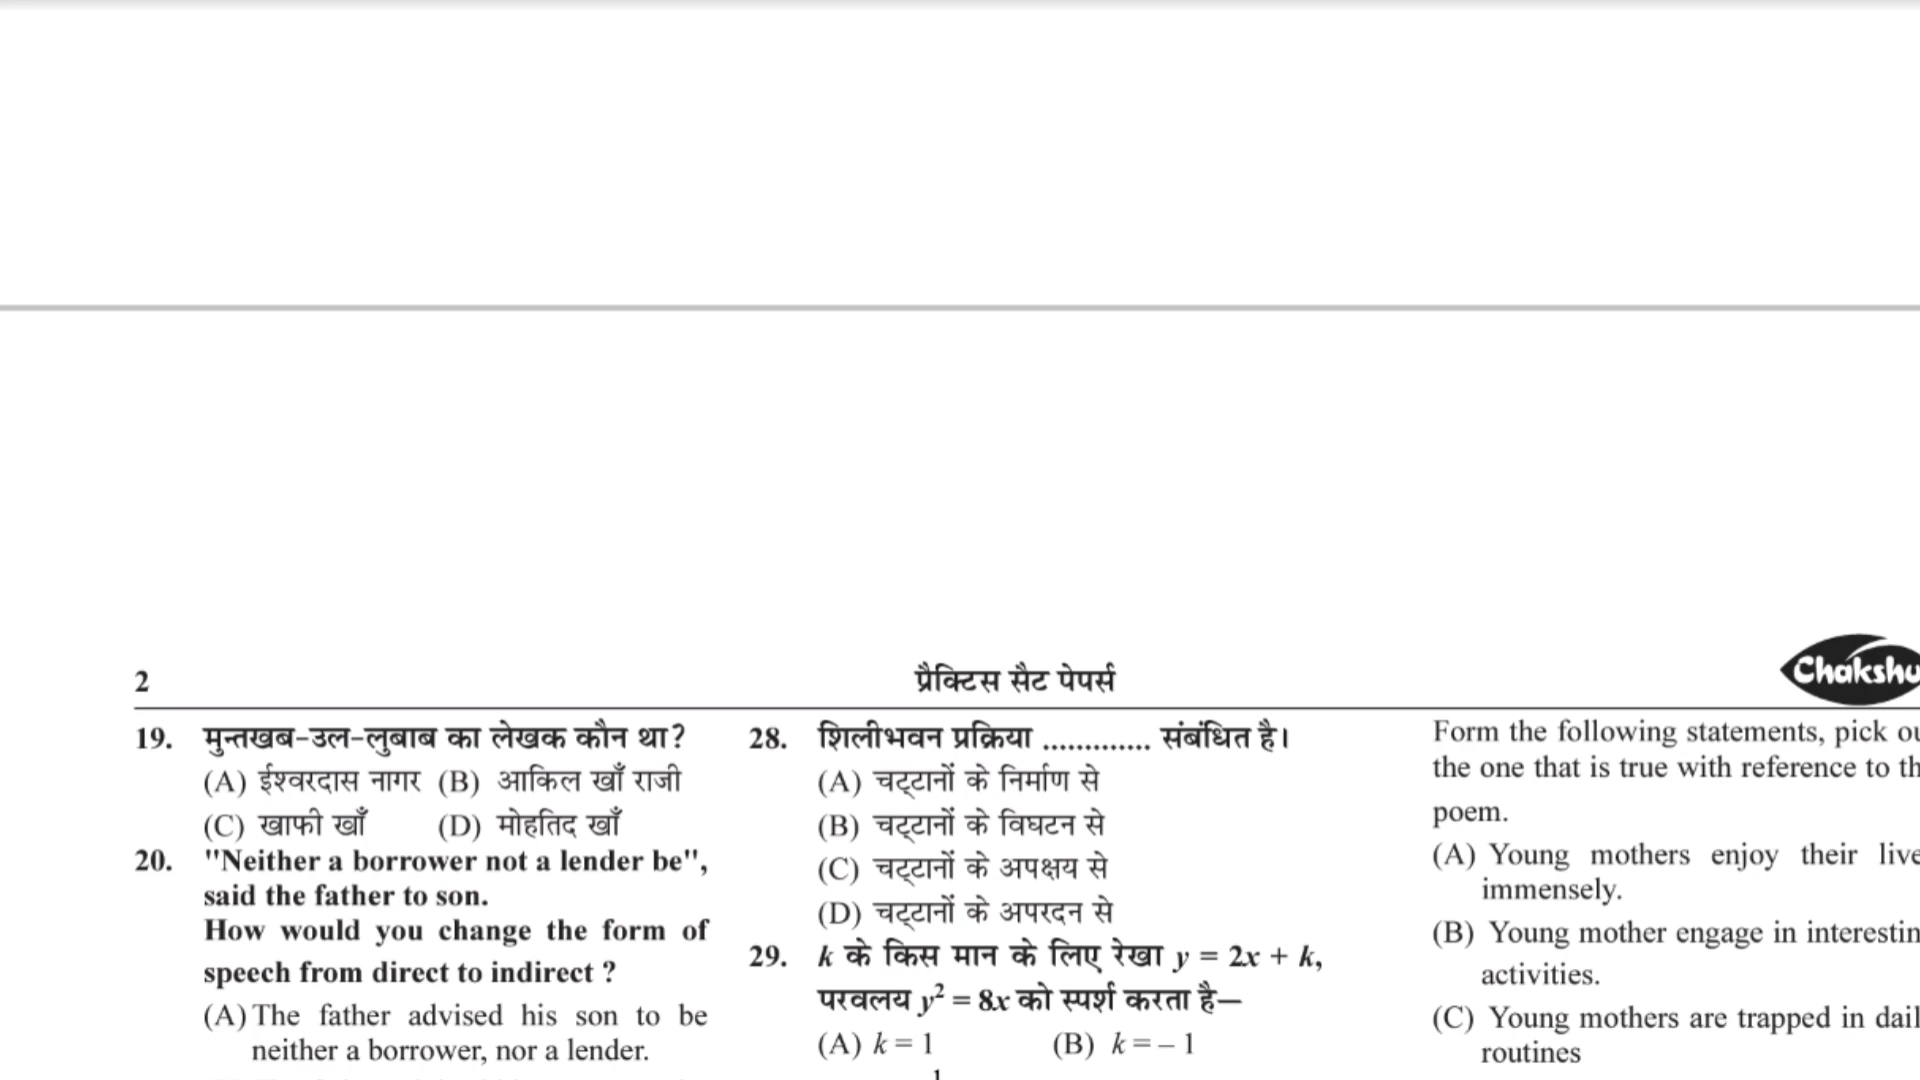 2
प्रैक्टिस सैट पेपर्स
Chakshu
19. मुन्तखब-उल-लुबाब का लेखक कौन था?
(A) ईश्वरदास नागर (B) आकिल खाँ राजी
(C) खाफी खाँ (D) मोहतिद खाँ
20. "Neither a borrower not a lender be",
said the father to son.
How would you change the form of
speech from direct to indirect ?
(A) The father advised his son to be
neither a borrower, nor a lender.
28. शिलीभवन प्रक्रिया ............. संबंधित है।
(A) चट्टानों के निर्माण से
(B) चट्टानों के विघटन से
(C) चट्टानों के अपक्षय से
(D) चट्टानों के अपरदन से
29. k के किस मान के लिए रेखा y = 2x + k,
परवलय y² = 8x को स्पर्श करता है—
(A) k = 1 (B) k = – 1
1
Form the following statements, pick
the one that is true with reference to
poem.
(A) Young mothers enjoy their
immensely.
(B) Young mother engage in
activities.
(C) Young mothers are trapped in
routines